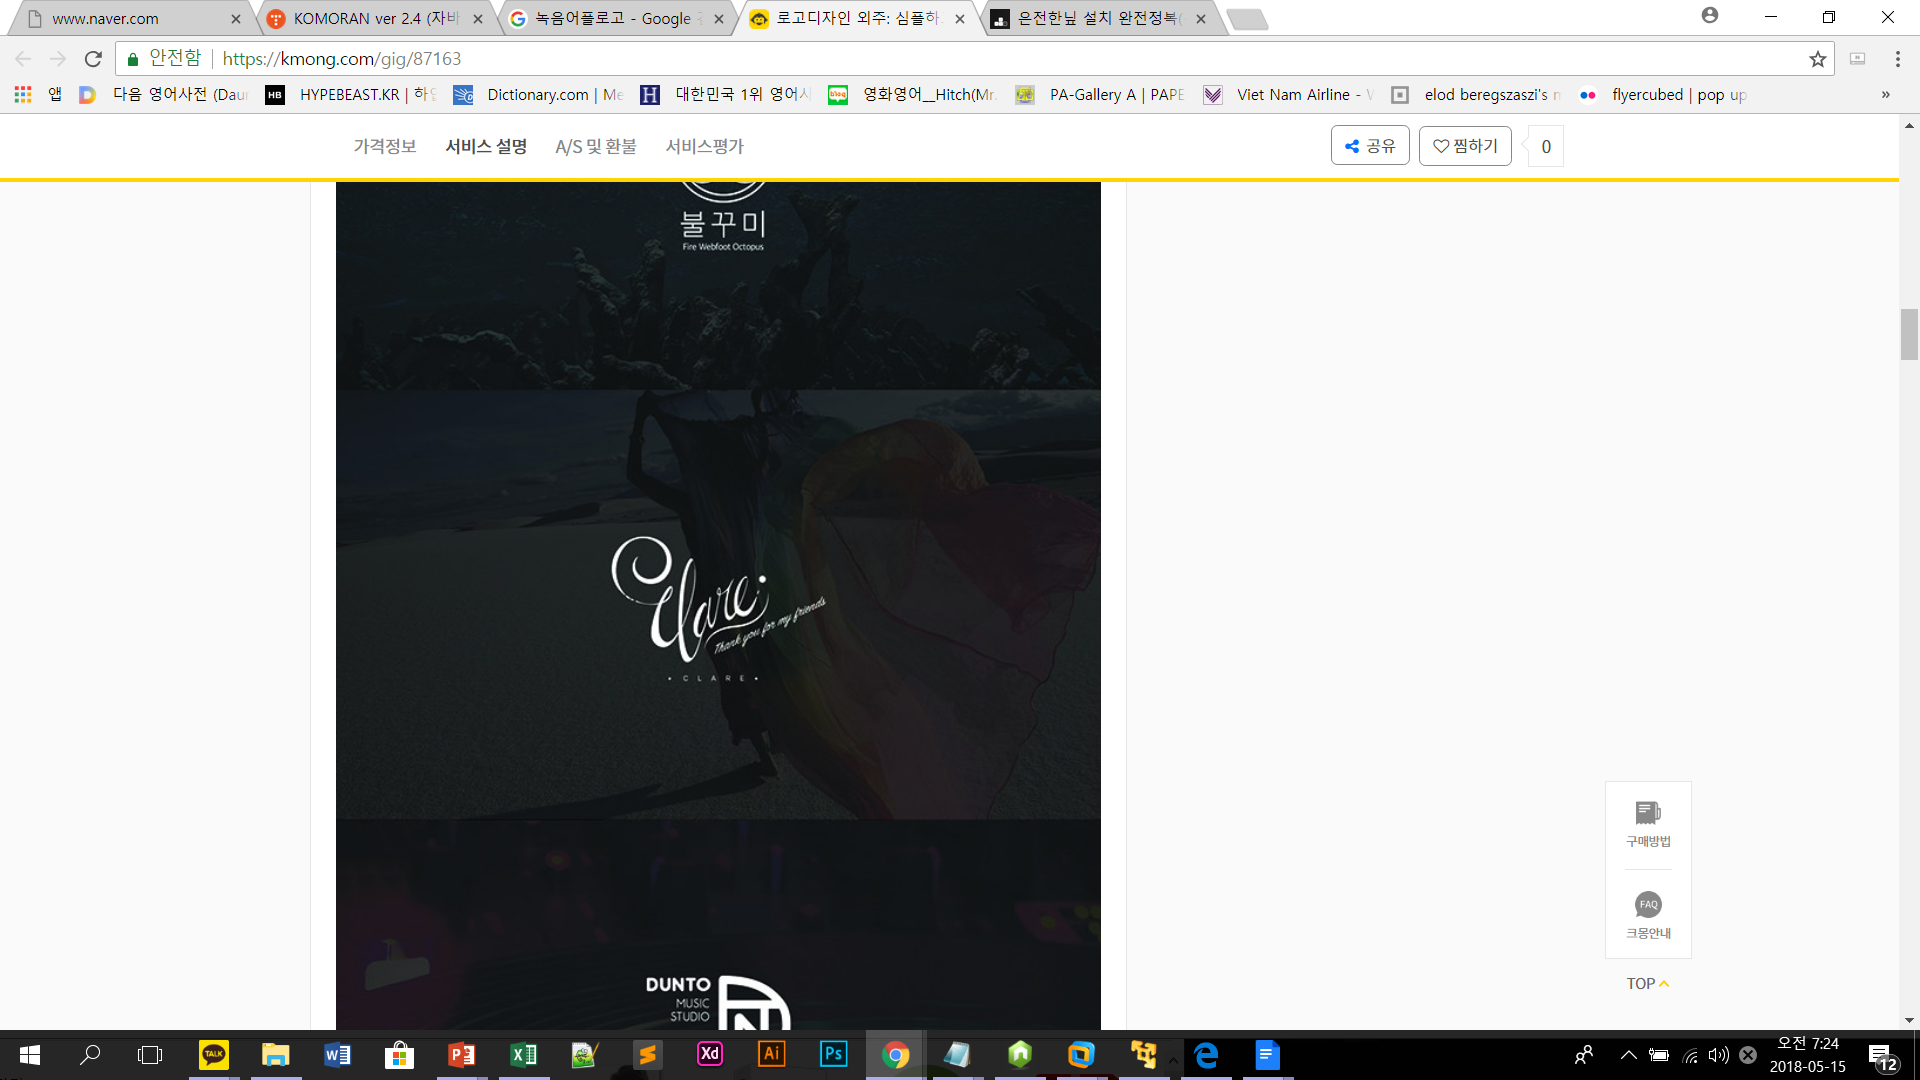 www.naver.com
KOMORAN ver 2.4 (자바
녹음어플로고 - Google
로고디자인 외주: 심플하
은전한닢 설치 완전정복(
안전함
https://kmong.com/gig/87163
앱
다음 영어사전 (Daur
HYPEBEAST.KR | 하
Dictionary.com | Me
대한민국 1위 영어사
영화영어__Hitch(Mr.
PA-Gallery A | PAPE
Viet Nam Airline -
elod beregszaszi's
flyercubed | pop up
»
가격정보
서비스 설명
A/S 및 환불
서비스평가
공유
찜하기
0
불꾸미
Fire Webfoot Octopus
Clare
Thank you for my friends
• CLARE •
DUNTO
MUSIC
STUDIO
구매방법
FAQ
크몽안내
TOP
오전 7:24
2018-05-15
12